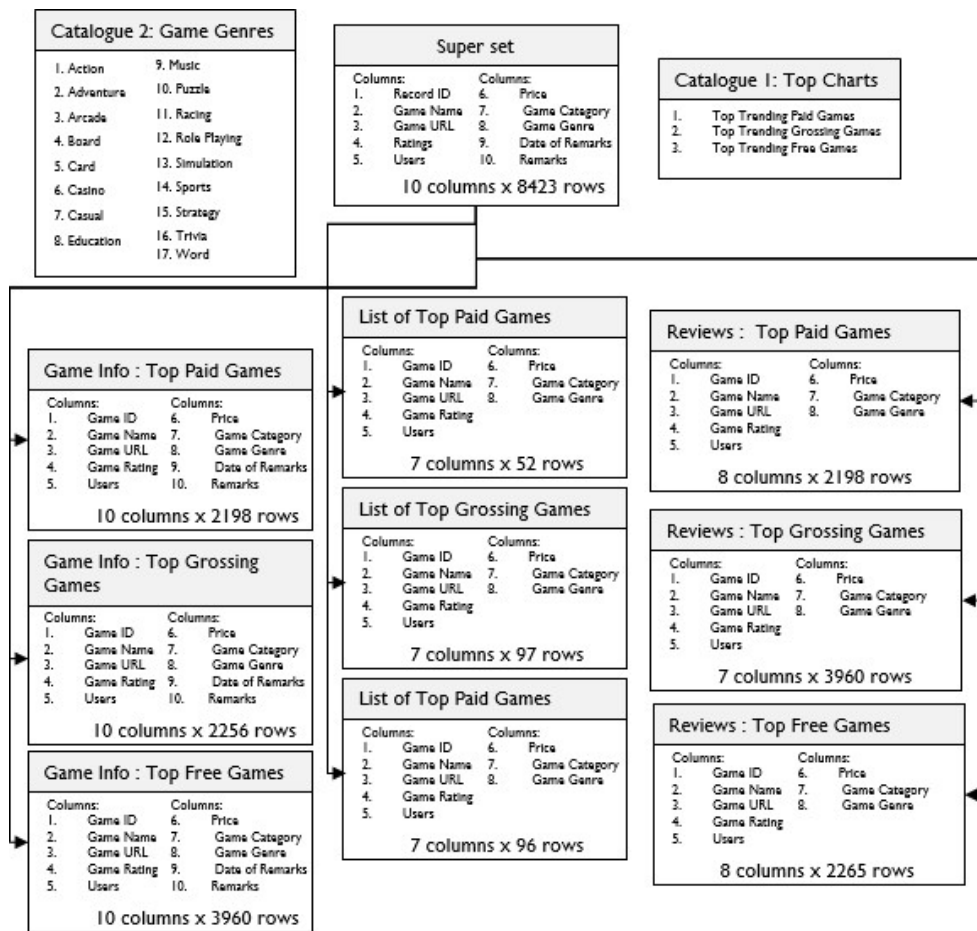 Catalogue 2: Game Genres
1. Action
2. Adventure
3. Arcade
4. Board
5. Card
6. Casino
7. Casual
8. Education
9. Music
10. Puzzle
11. Racing
12. Role Playing
13. Simulation
14. Sports
15. Strategy
16. Trivia
17. Word
Super set
Columns: Columns:
1. Record ID 6. Price
2. Game Name 7. Game Category
3. Game URL 8. Game Genre
4. Ratings 9. Date of Remarks
5. Users 10. Remarks
10 columns x 8423 rows
Catalogue 1: Top Charts
1. Top Trending Paid Games
2. Top Trending Grossing Games
3. Top Trending Free Games
Game Info : Top Paid Games
Columns: Columns:
1. Game ID 6. Price
2. Game Name 7. Game Category
3. Game URL 8. Game Genre
4. Game Rating 9. Date of Remarks
5. Users 10. Remarks
10 columns x 2198 rows
Game Info : Top Grossing
Games
Columns: Columns:
1. Game ID 6. Price
2. Game Name 7. Game Category
3. Game URL 8. Game Genre
4. Game Rating 9. Date of Remarks
5. Users 10. Remarks
10 columns x 2256 rows
Game Info : Top Free Games
Columns: Columns:
1. Game ID 6. Price
2. Game Name 7. Game Category
3. Game URL 8. Game Genre
4. Game Rating 9. Date of Remarks
5. Users 10. Remarks
10 columns x 3960 rows
List of Top Paid Games
Columns: Columns:
1. Game ID 6. Price
2. Game Name 7. Game Category
3. Game URL 8. Game Genre
4. Game Rating
5. Users
7 columns x 52 rows
List of Top Grossing Games
Columns: Columns:
1. Game ID 6. Price
2. Game Name 7. Game Category
3. Game URL 8. Game Genre
4. Game Rating
5. Users
7 columns x 97 rows
List of Top Paid Games
Columns: Columns:
1. Game ID 6. Price
2. Game Name 7. Game Category
3. Game URL 8. Game Genre
4. Game Rating
5. Users
7 columns x 96 rows
Reviews : Top Paid Games
Columns: Columns:
1. Game ID 6. Price
2. Game Name 7. Game Category
3. Game URL 8. Game Genre
4. Game Rating
5. Users
8 columns x 2198 rows
Reviews : Top Grossing Games
Columns: Columns:
1. Game ID 6. Price
2. Game Name 7. Game Category
3. Game URL 8. Game Genre
4. Game Rating
5. Users
7 columns x 3960 rows
Reviews : Top Free Games
Columns: Columns:
1. Game ID 6. Price
2. Game Name 7. Game Category
3. Game URL 8. Game Genre
4. Game Rating
5. Users
8 columns x 2265 rows